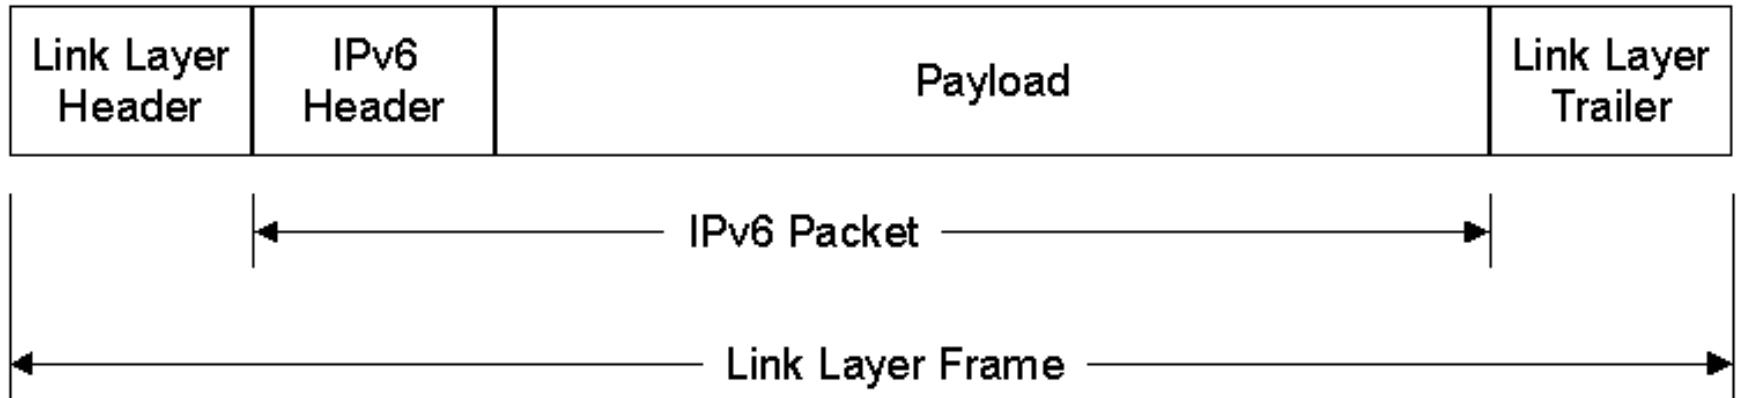 Link Layer
Header
IPv6
Header
Payload
Link Layer
Trailer
IPv6 Packet
Link Layer Frame